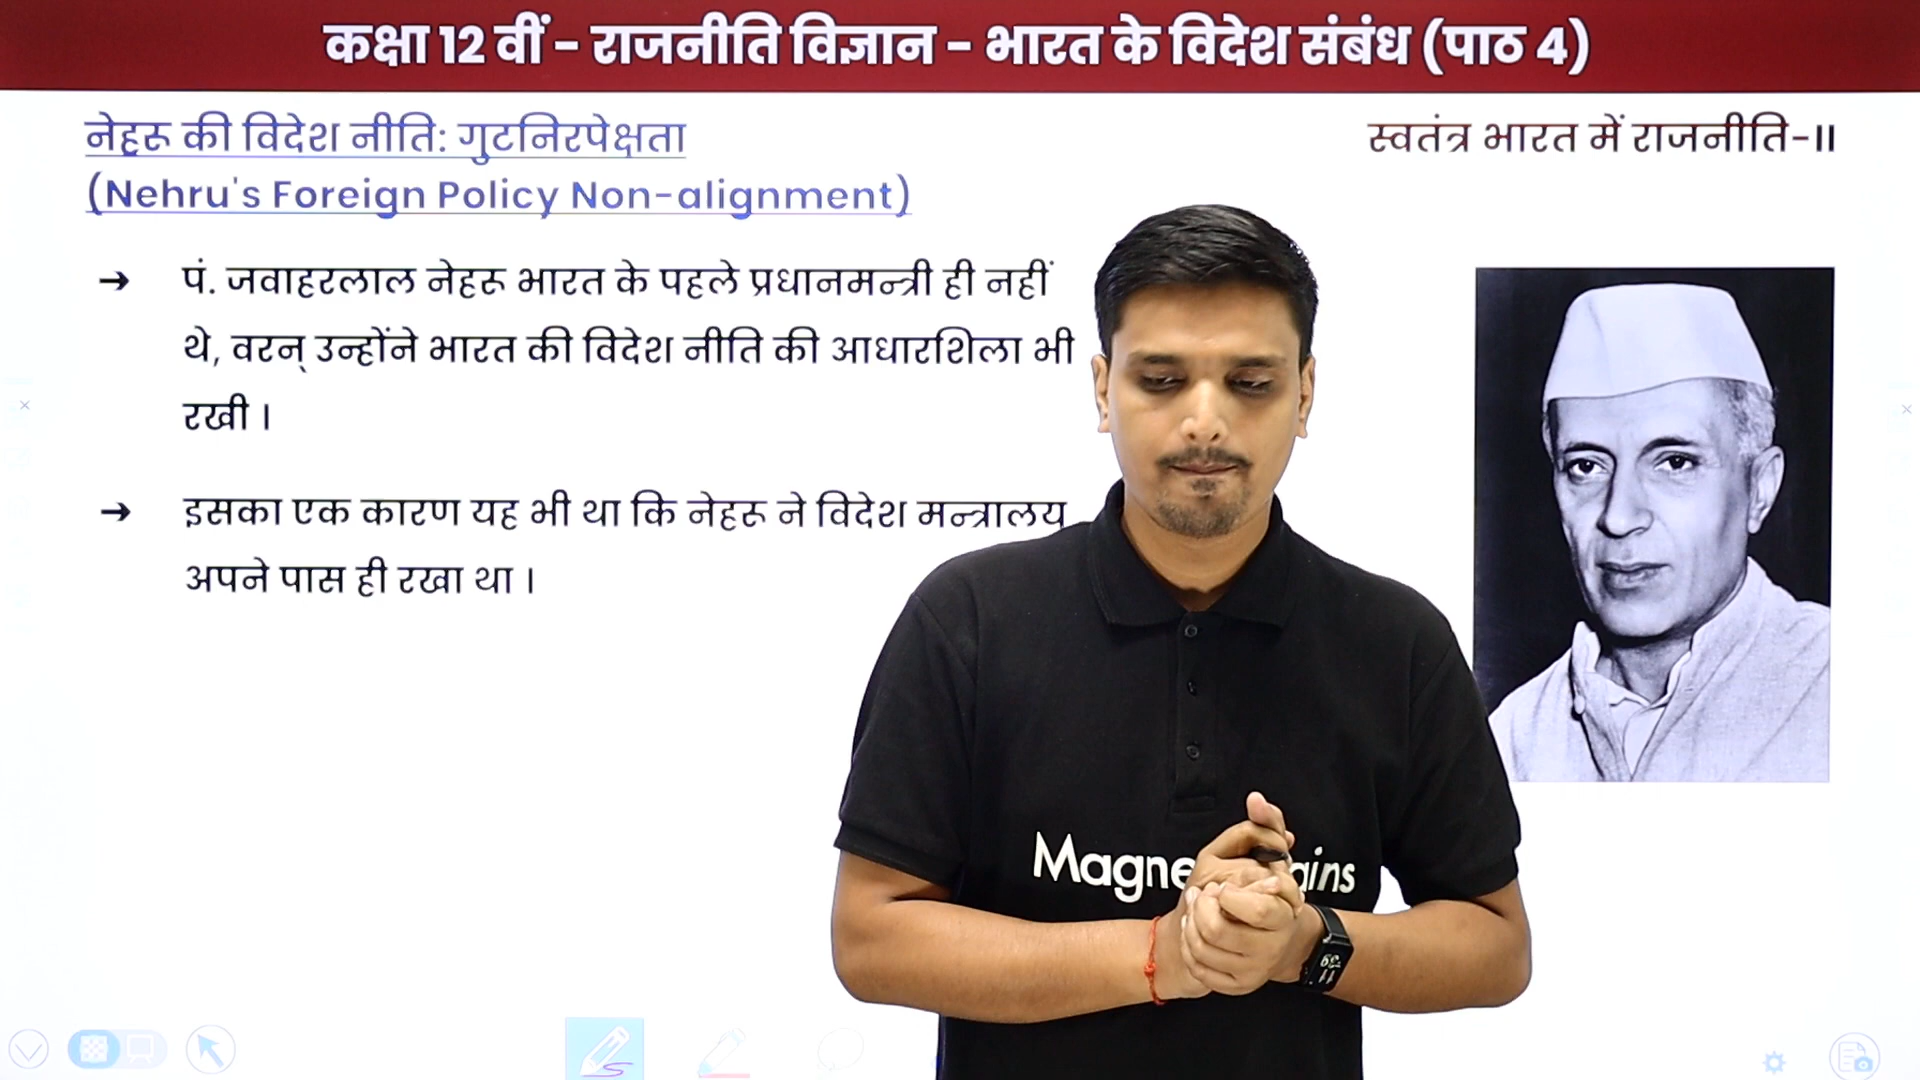 कक्षा 12 वीं - राजनीति विज्ञान - भारत के विदेश संबंध (पाठ 4)
नेहरू की विदेश नीति: गुटनिरपेक्षता
(Nehru's Foreign Policy Non-alignment)
स्वतंत्र भारत में राजनीति-II
→ पं. जवाहरलाल नेहरू भारत के पहले प्रधानमन्त्री ही नहीं
थे, वरन् उन्होंने भारत की विदेश नीति की आधारशिला भी
रखी ।
→ इसका एक कारण यह भी था कि नेहरू ने विदेश मन्त्रालय
अपने पास ही रखा था ।